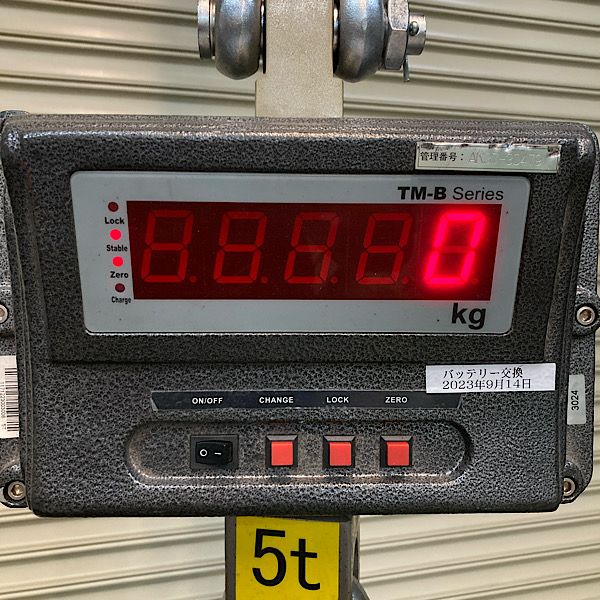 管理番号：
TM-B Series
Lock
Stable
Zero
Charge
0
kg
バッテリー交換
2023年9月14日
3024
ON/OFF
CHANGE
LOCK
ZERO
5t